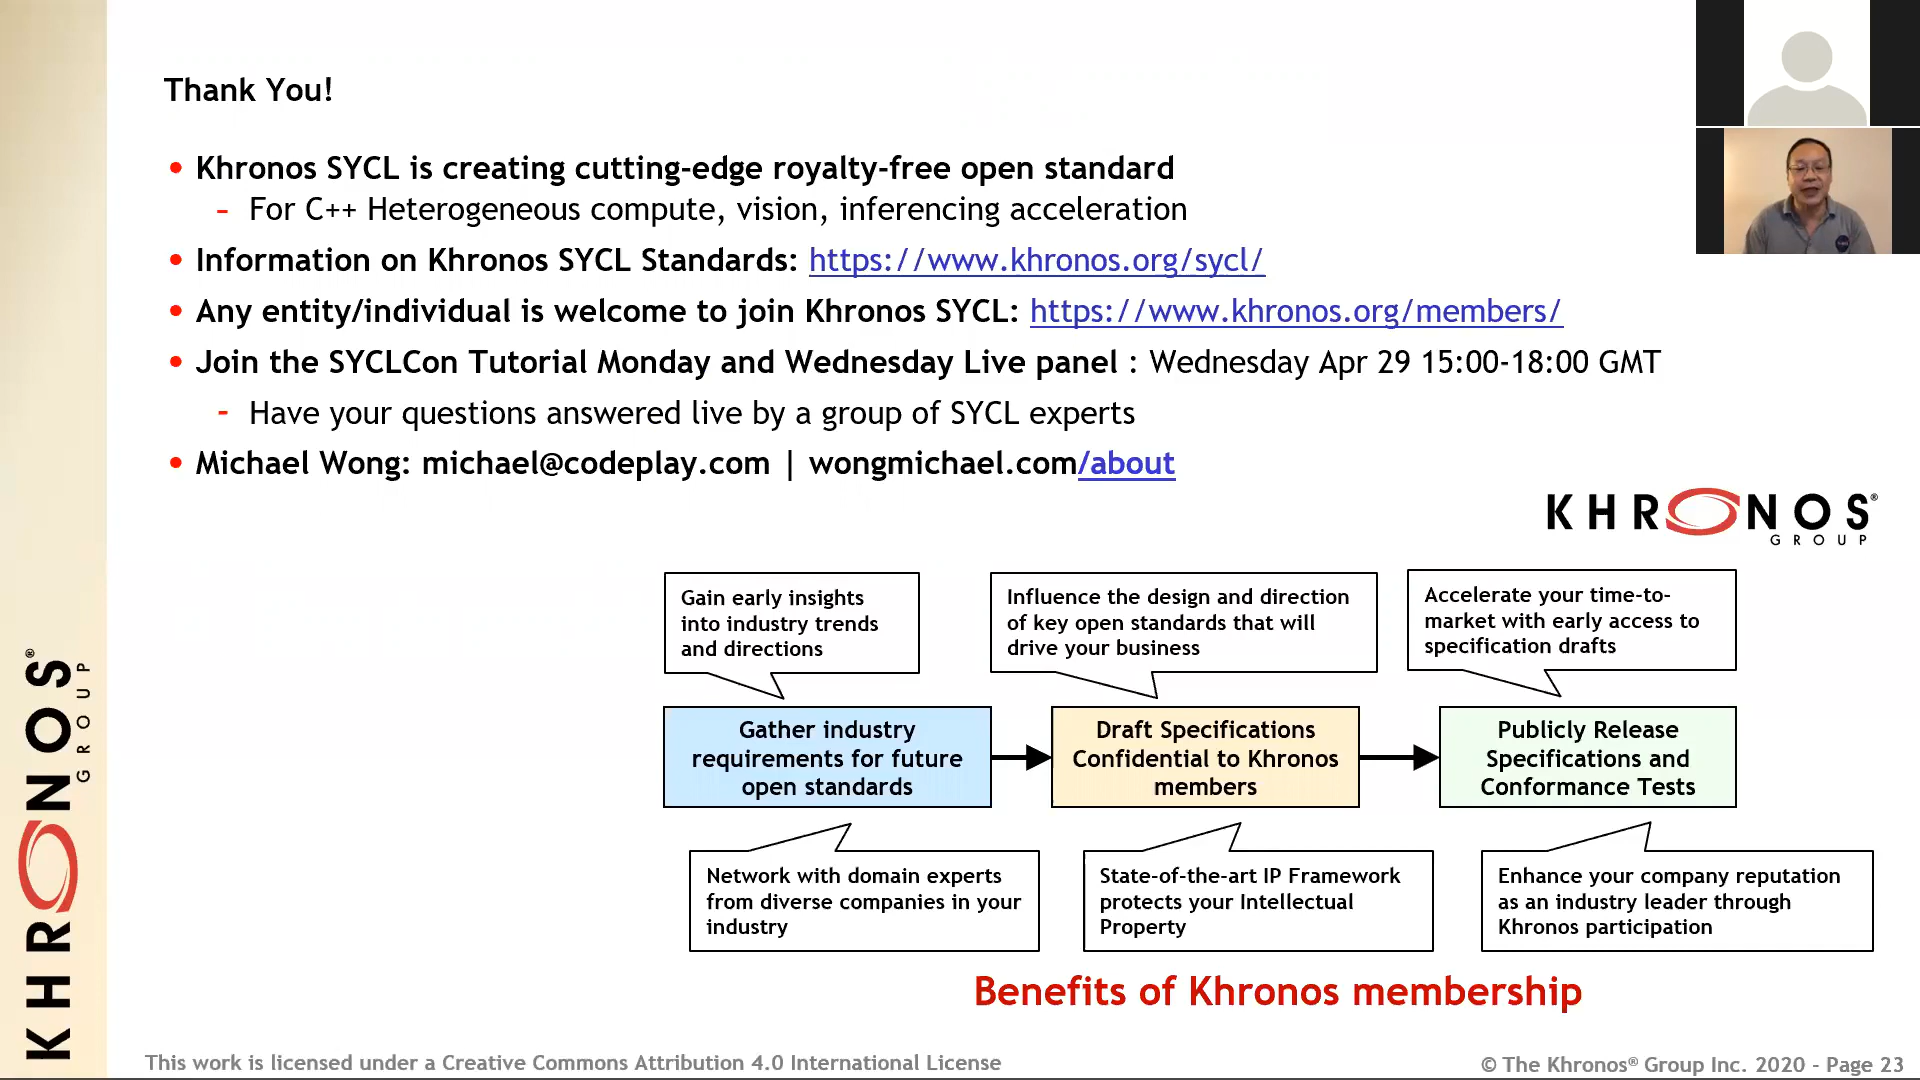 Thank You!
• Khronos SYCL is creating cutting-edge royalty-free open standard
- For C++ Heterogeneous compute, vision, inferencing acceleration
• Information on Khronos SYCL Standards: https://www.khronos.org/sycl/
• Any entity/individual is welcome to join Khronos SYCL: https://www.khronos.org/members/
• Join the SYCLCon Tutorial Monday and Wednesday Live panel : Wednesday Apr 29 15:00-18:00 GMT
- Have your questions answered live by a group of SYCL experts
• Michael Wong: michael@codeplay.com | wongmichael.com/about
KHRONOS®
GROUP
Gain early insights
into industry trends
and directions
Influence the design and direction
of key open standards that will
drive your business
Accelerate your time-to-
market with early access to
specification drafts
Gather industry
requirements for future
open standards
Draft Specifications
Confidential to Khronos
members
Publicly Release
Specifications and
Conformance Tests
Network with domain experts
from diverse companies in your
industry
State-of-the-art IP Framework
protects your Intellectual
Property
Enhance your company reputation
as an industry leader through
Khronos participation
Benefits of Khronos membership
KHRONOS®
GROUP
This work is licensed under a Creative Commons Attribution 4.0 International License
© The Khronos® Group Inc. 2020 - Page 23